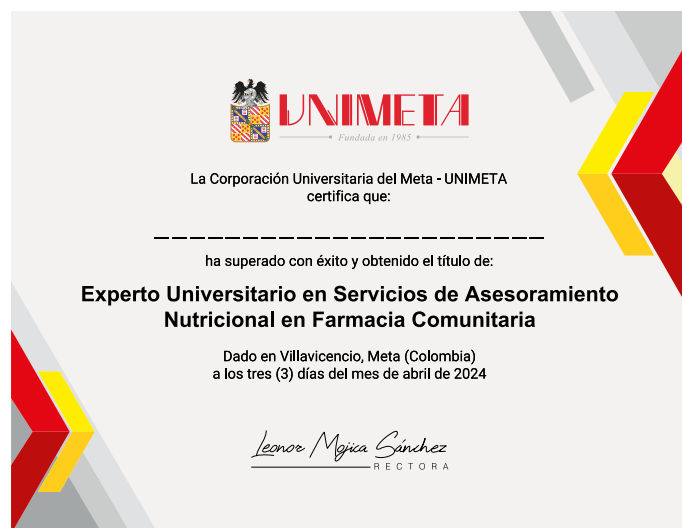 UNIMETA
Fundada en 1985
La Corporación Universitaria del Meta - UNIMETA
certifica que:
ha superado con éxito y obtenido el título de:
Experto Universitario en Servicios de Asesoramiento
Nutricional en Farmacia Comunitaria
Dado en Villavicencio, Meta (Colombia)
a los tres (3) días del mes de abril de 2024
Leonor Mojica Sánchez
RECTORA